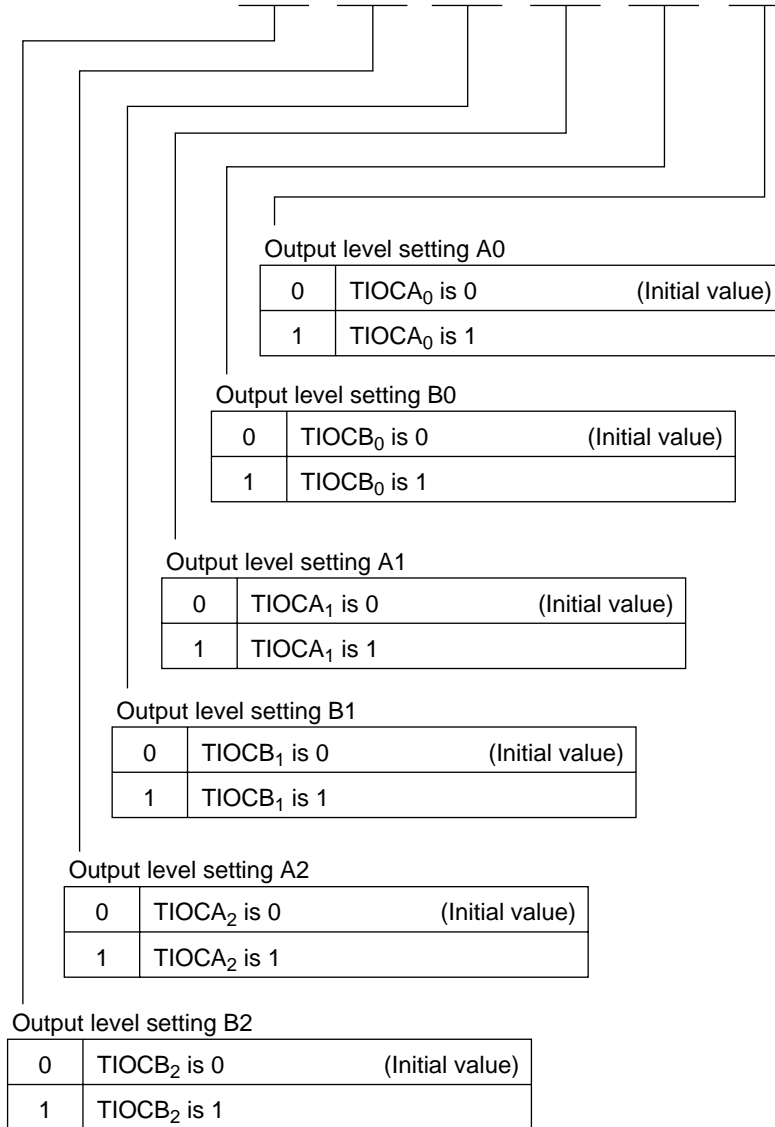 Output level setting A0
0 TIOCA₀ is 0 (Initial value)
1 TIOCA₀ is 1
Output level setting B0
0 TIOCB₀ is 0 (Initial value)
1 TIOCB₀ is 1
Output level setting A1
0 TIOCA₁ is 0 (Initial value)
1 TIOCA₁ is 1
Output level setting B1
0 TIOCB₁ is 0 (Initial value)
1 TIOCB₁ is 1
Output level setting A2
0 TIOCA₂ is 0 (Initial value)
1 TIOCA₂ is 1
Output level setting B2
0 TIOCB₂ is 0 (Initial value)
1 TIOCB₂ is 1